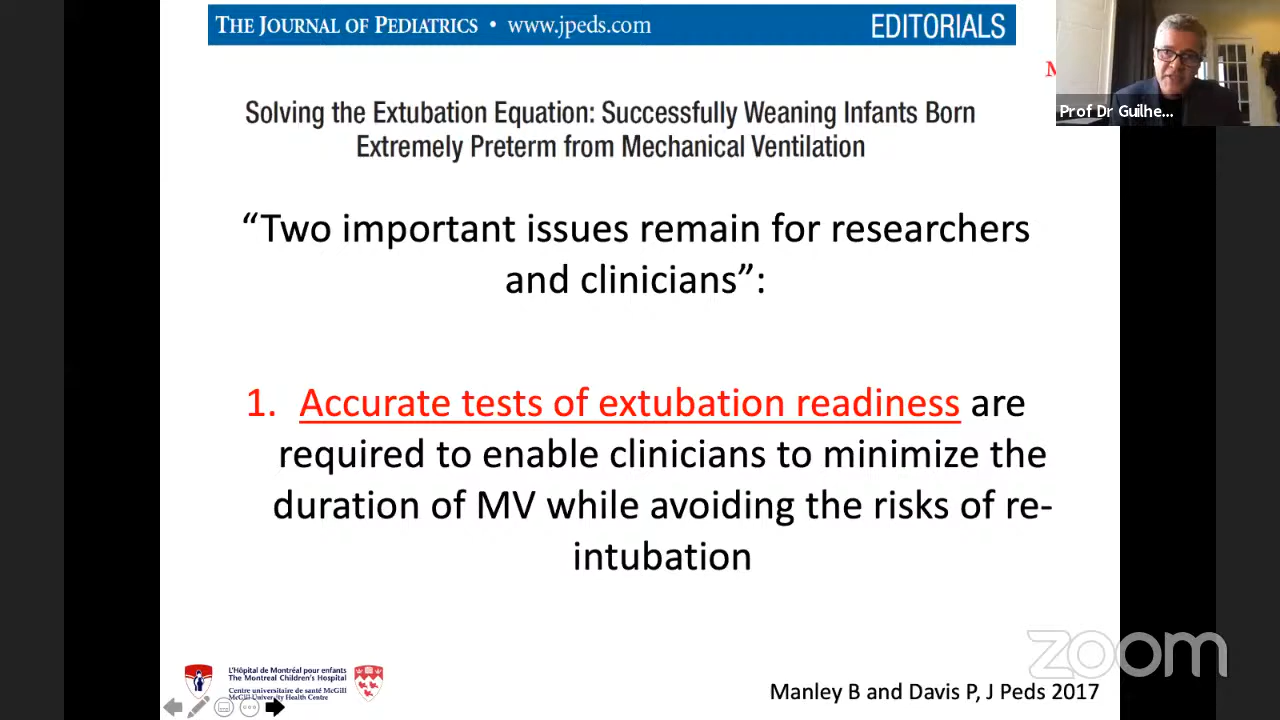 THE JOURNAL OF PEDIATRICS • www.jpeds.com
EDITORIALS
Prof Dr Guilhe...
Solving the Extubation Equation: Successfully Weaning Infants Born
Extremely Preterm from Mechanical Ventilation
“Two important issues remain for researchers
and clinicians”:
1. Accurate tests of extubation readiness are
required to enable clinicians to minimize the
duration of MV while avoiding the risks of re-
intubation
L'Hôpital de Montréal pour enfants
The Montreal Children's Hospital
Centre universitaire de santé McGill
McGill University Health Centre
Manley B and Davis P, J Peds 2017
zoom